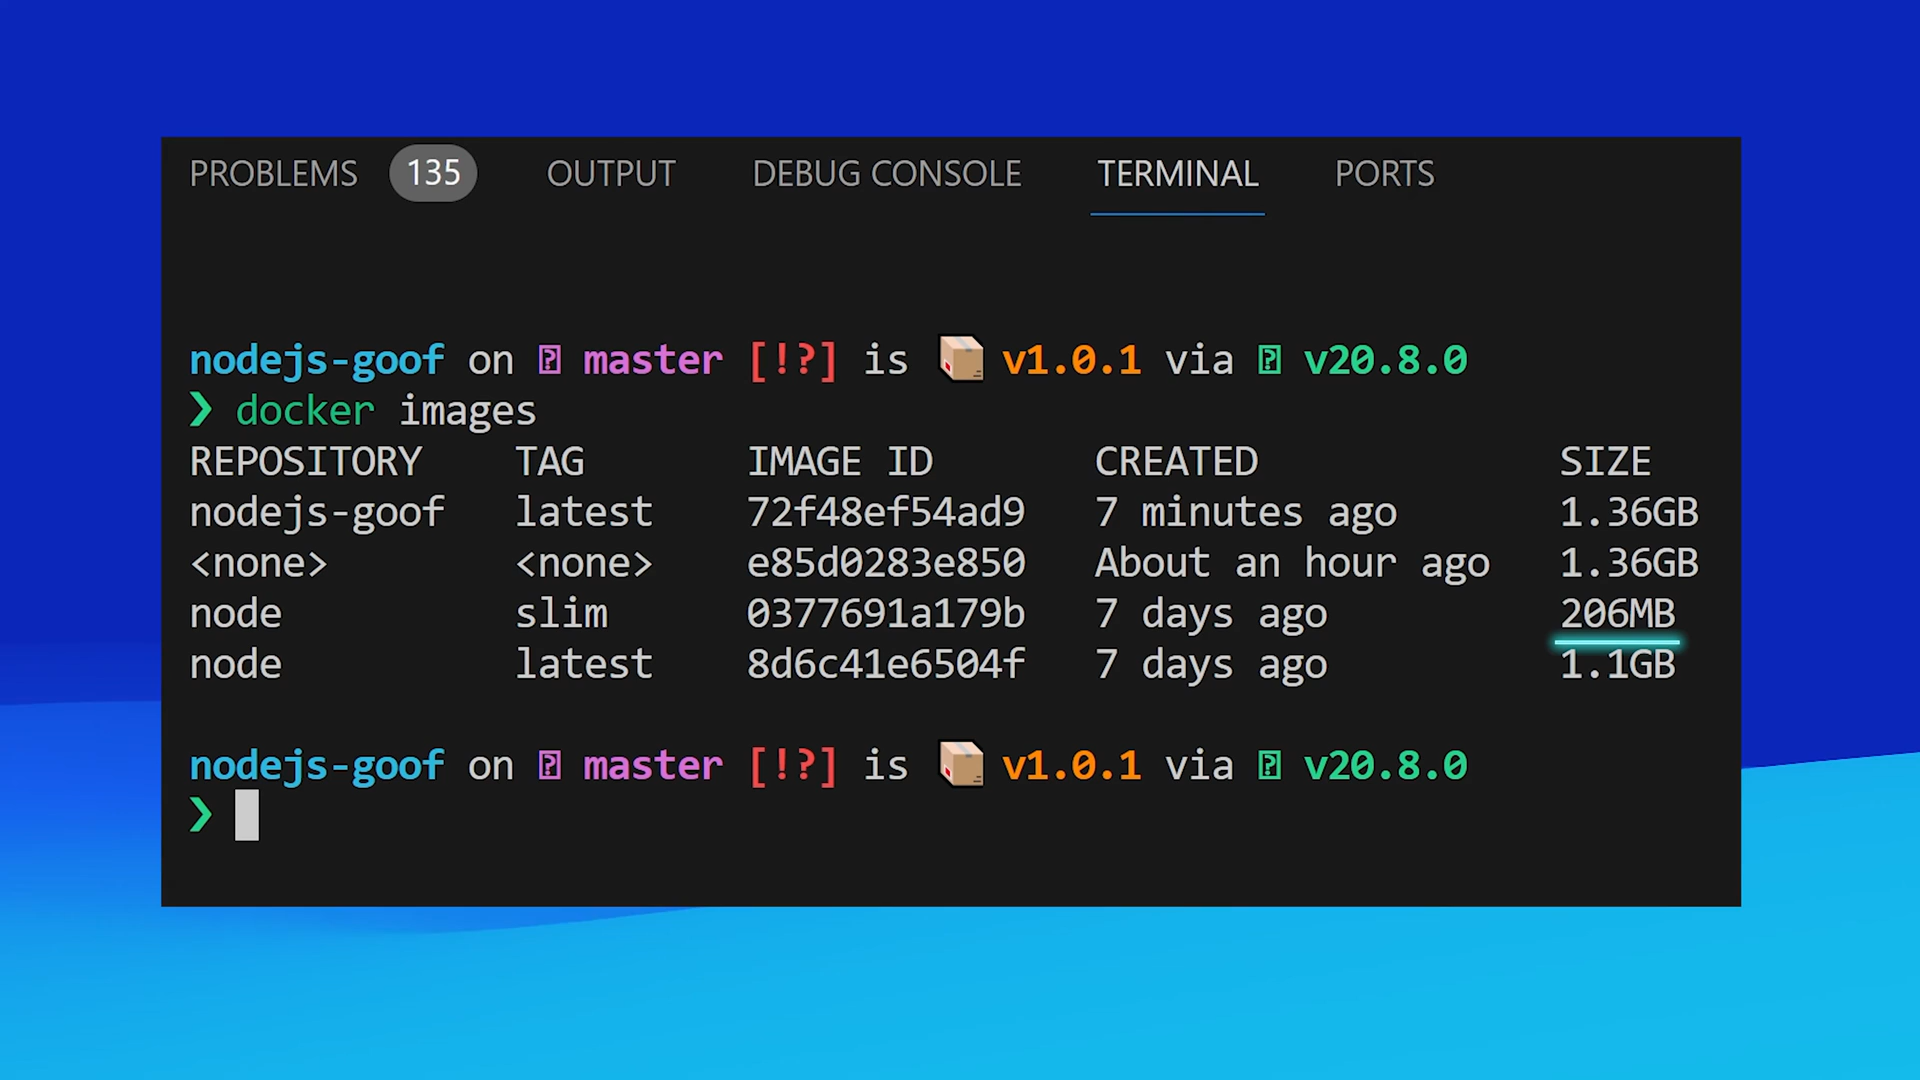 PROBLEMS 135 OUTPUT DEBUG CONSOLE TERMINAL PORTS
nodejs-goof on master [!?] is 📦 v1.0.1 via v20.8.0
❯ docker images
REPOSITORY TAG IMAGE ID CREATED SIZE
nodejs-goof latest 72f48ef54ad9 7 minutes ago 1.36GB
<none> <none> e85d0283e850 About an hour ago 1.36GB
node slim 0377691a179b 7 days ago 206MB
node latest 8d6c41e6504f 7 days ago 1.1GB
nodejs-goof on master [!?] is 📦 v1.0.1 via v20.8.0
❯